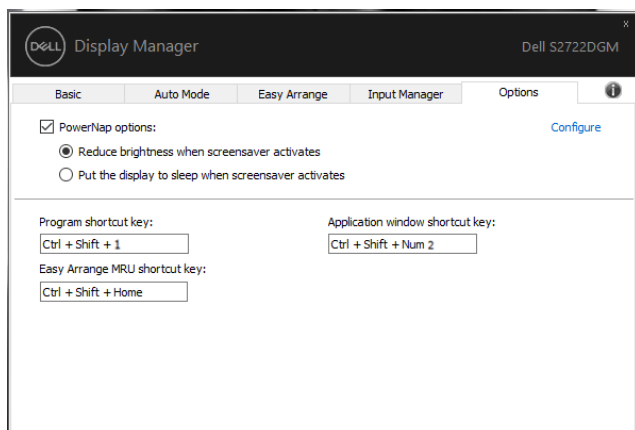 x
DELL Display Manager Dell S2722DGM
Basic Auto Mode Easy Arrange Input Manager Options i
PowerNap options: Configure
Reduce brightness when screensaver activates
Put the display to sleep when screensaver activates
Program shortcut key: Application window shortcut key:
Ctrl + Shift + 1 Ctrl + Shift + Num 2
Easy Arrange MRU shortcut key:
Ctrl + Shift + Home